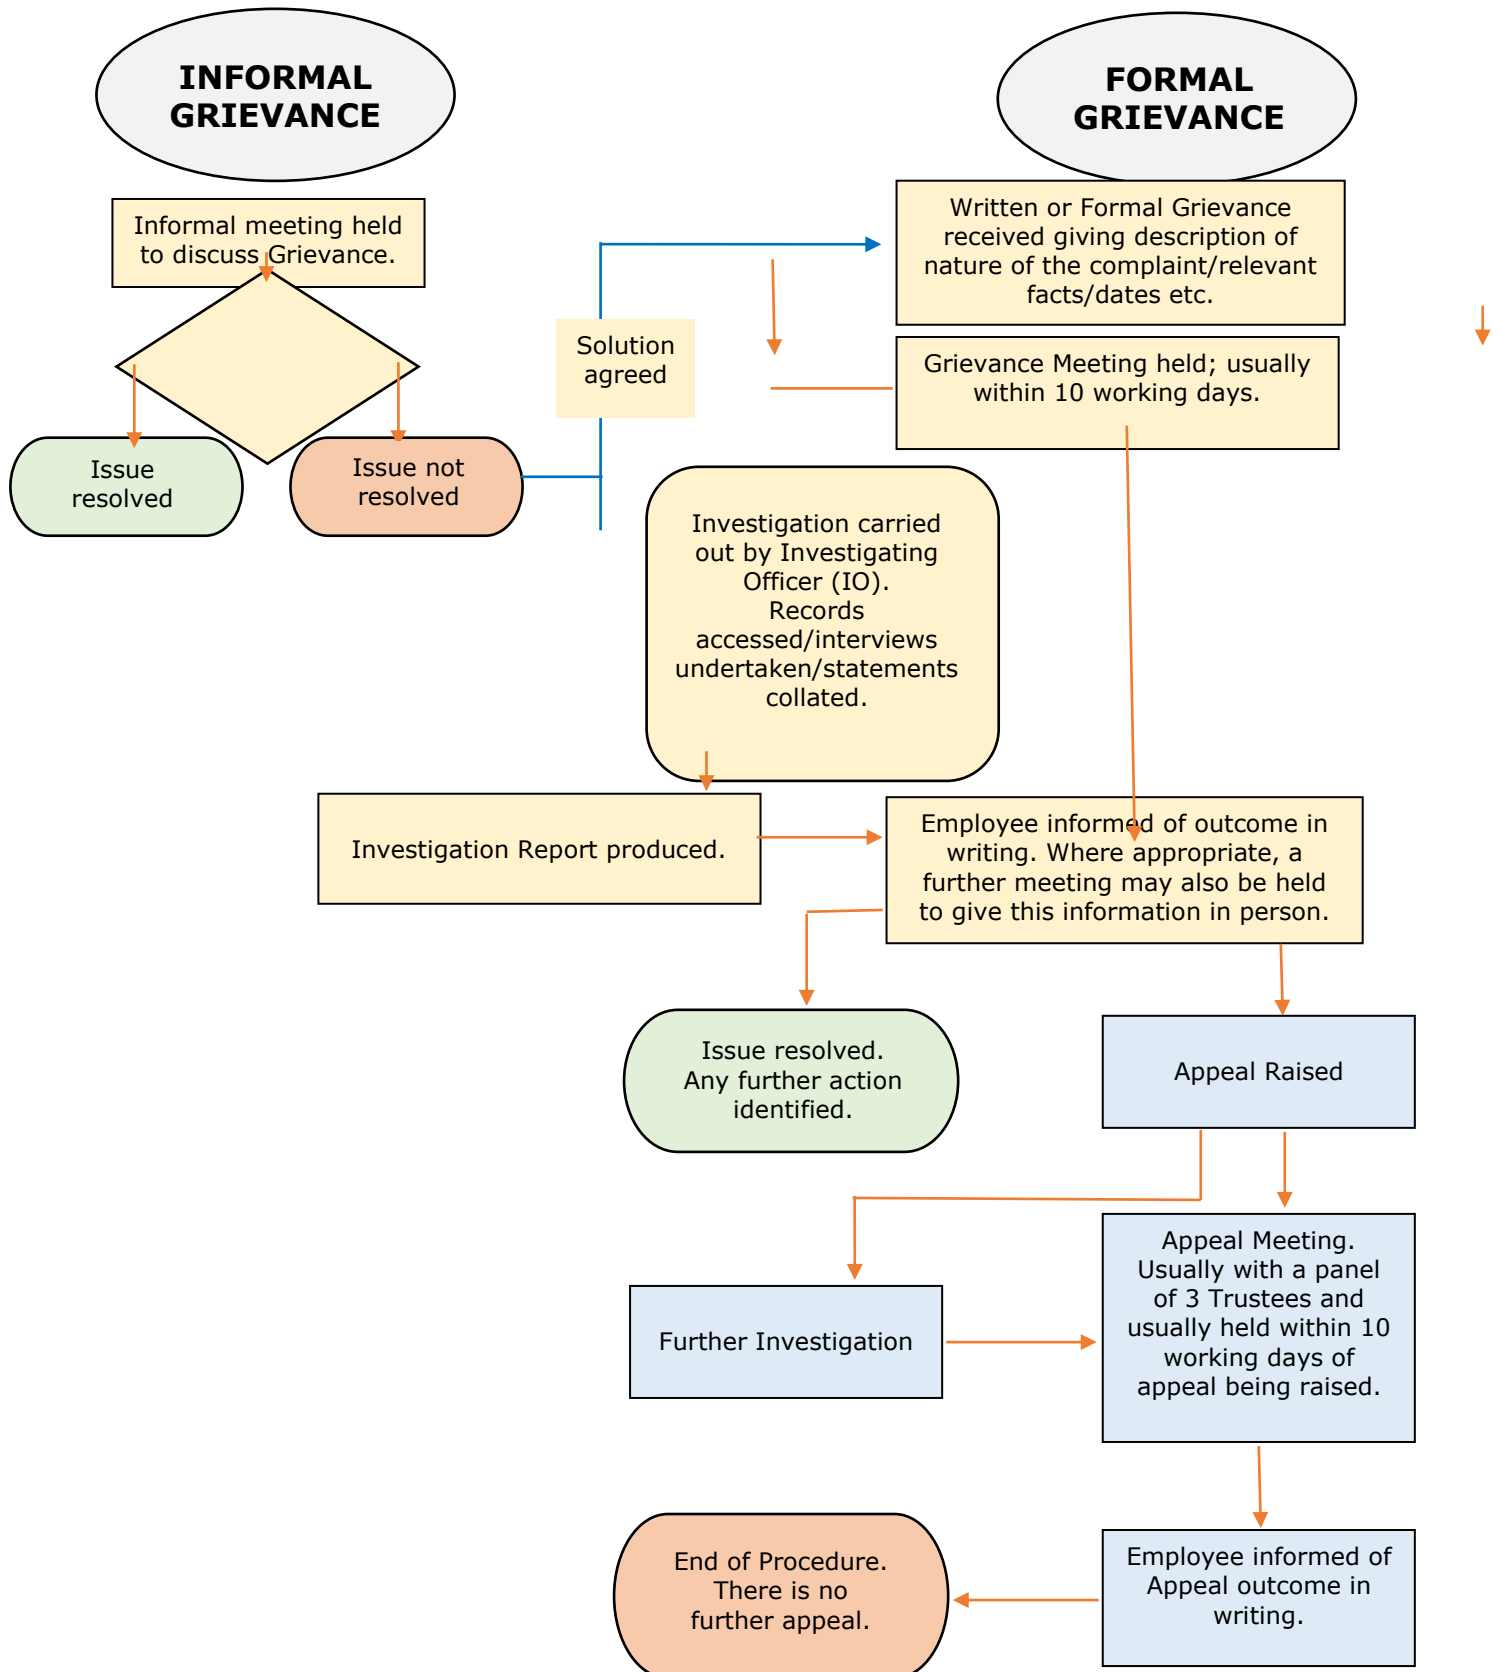 INFORMAL
GRIEVANCE
FORMAL
GRIEVANCE
Informal meeting held
to discuss Grievance.
Written or Formal Grievance
received giving description of
nature of the complaint/relevant
facts/dates etc.
Solution
agreed
Grievance Meeting held; usually
within 10 working days.
Issue
resolved
Issue not
resolved
Investigation carried
out by Investigating
Officer (IO).
Records
accessed/interviews
undertaken/statements
collated.
Investigation Report produced.
Employee informed of outcome in
writing. Where appropriate, a
further meeting may also be held
to give this information in person.
Issue resolved.
Any further action
identified.
Appeal Raised
Further Investigation
Appeal Meeting.
Usually with a panel
of 3 Trustees and
usually held within 10
working days of
appeal being raised.
End of Procedure.
There is no
further appeal.
Employee informed of
Appeal outcome in
writing.